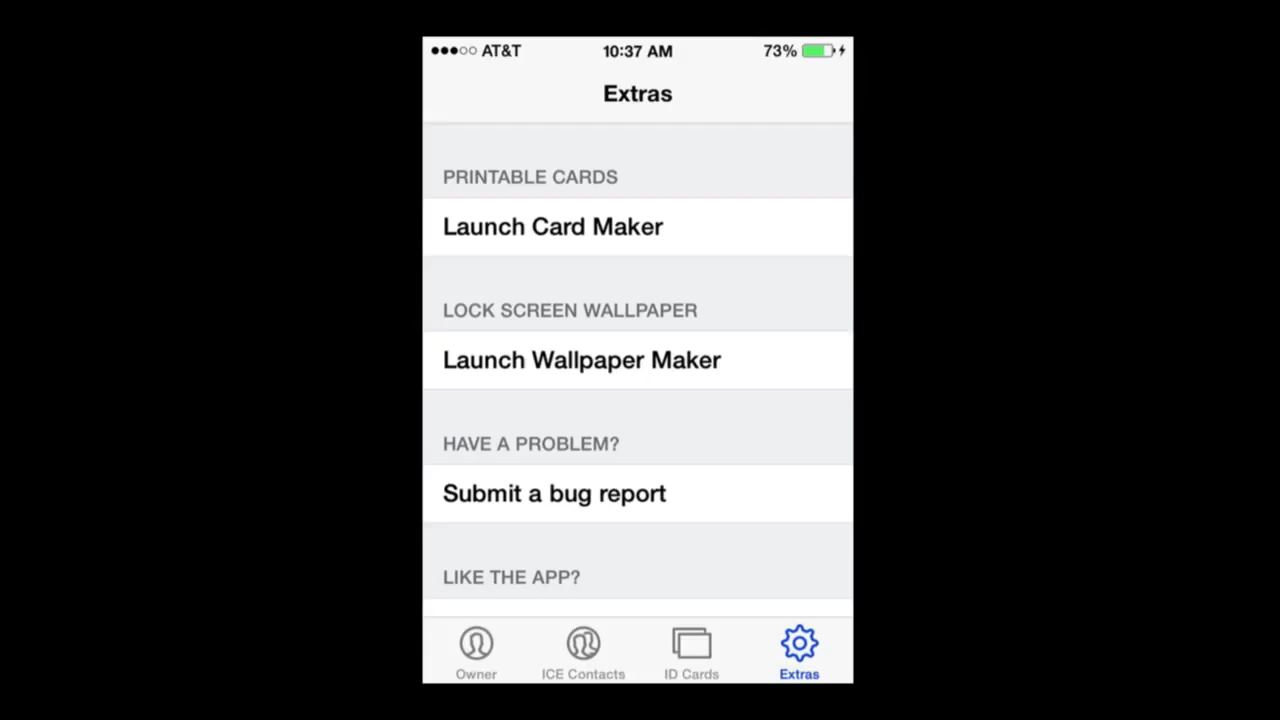 AT&T 10:37 AM 73%
Extras
PRINTABLE CARDS
Launch Card Maker
LOCK SCREEN WALLPAPER
Launch Wallpaper Maker
HAVE A PROBLEM?
Submit a bug report
LIKE THE APP?
Owner ICE Contacts ID Cards Extras